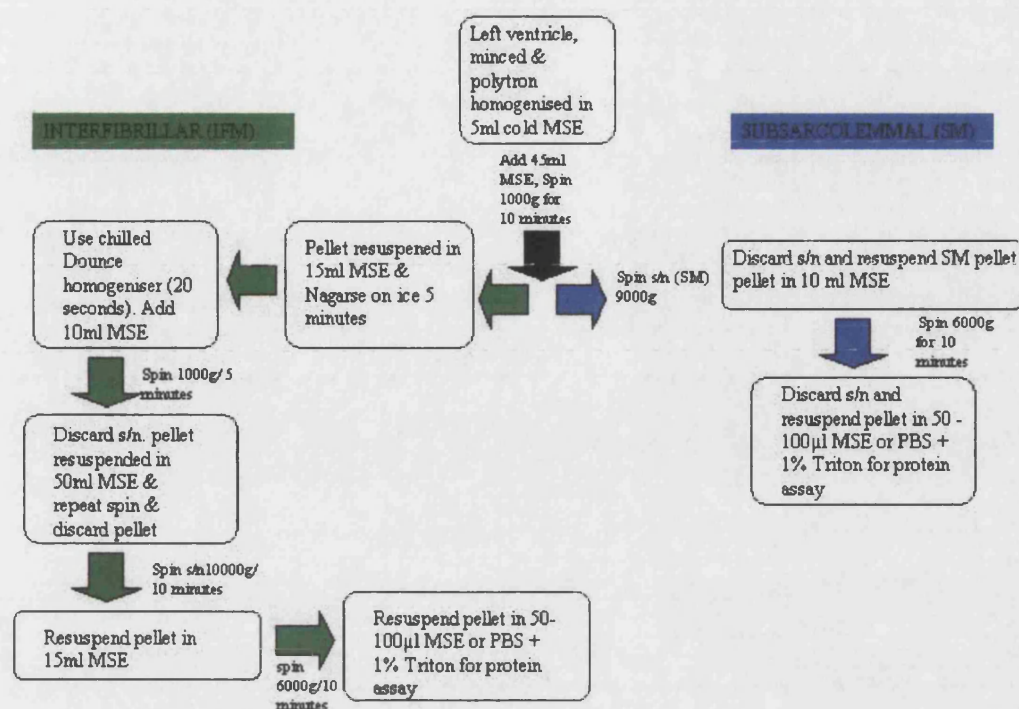 Left ventricle,
minced &
polytron
homogenised in
5ml cold MSE
INTERFIBRILLAR (IFM)
SUBSARCOLEMMAL (SM)
Add 45ml
MSE, Spin
1000g for
10 minutes
Use chilled
Dounce
homogeniser (20
seconds). Add
10ml MSE
Pellet resuspened in
15ml MSE &
Nagarse on ice 5
minutes
Spin s/n (SM)
9000g
Discard s/n and resuspend SM pellet
pellet in 10 ml MSE
Spin 6000g
for 10
minutes
Spin 1000g/ 5
minutes
Discard s/n and
resuspend pellet in 50 -
100µl MSE or PBS +
1% Triton for protein
assay
Discard s/n. pellet
resuspended in
50ml MSE &
repeat spin &
discard pellet
Spin s/n10000g/
10 minutes
Resuspend pellet in
15ml MSE
spin
6000g/10
minutes
Resuspend pellet in 50-
100µl MSE or PBS +
1% Triton for protein
assay